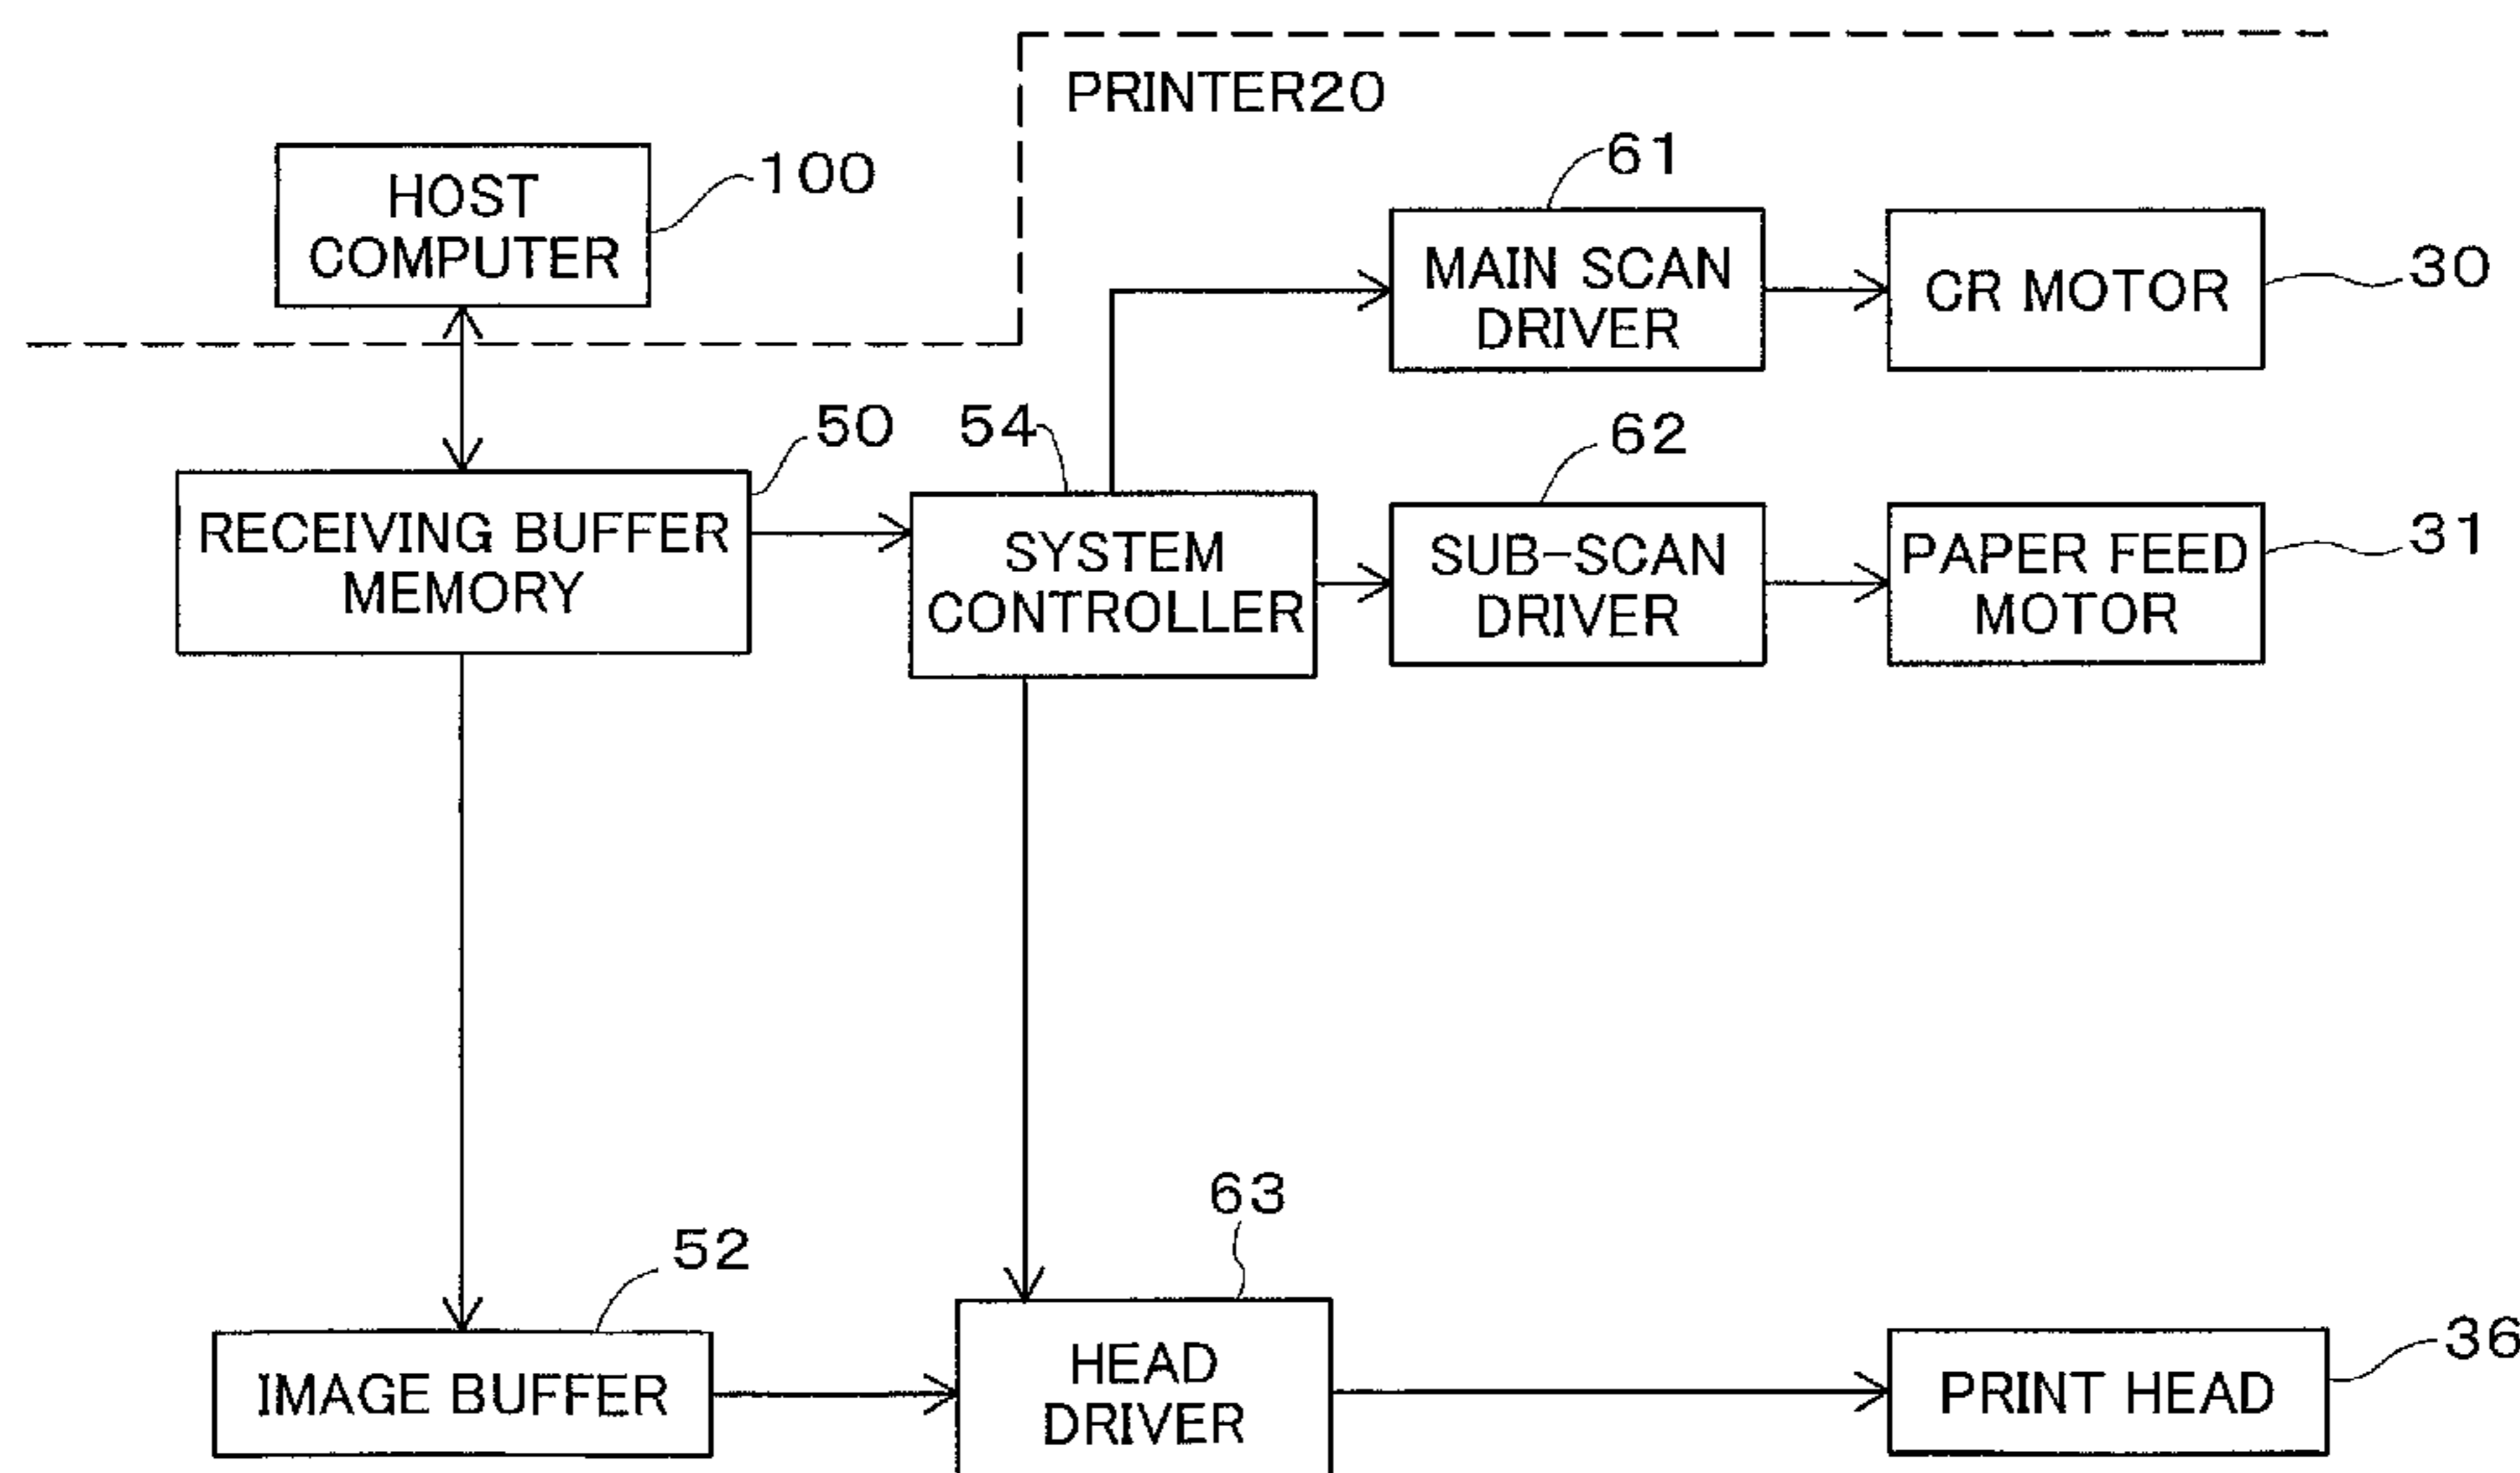 PRINTER20
HOST
COMPUTER
100
61
MAIN SCAN
DRIVER
CR MOTOR
30
50
RECEIVING BUFFER
MEMORY
54
SYSTEM
CONTROLLER
62
SUB-SCAN
DRIVER
PAPER FEED
MOTOR
31
52
IMAGE BUFFER
63
HEAD
DRIVER
PRINT HEAD
36